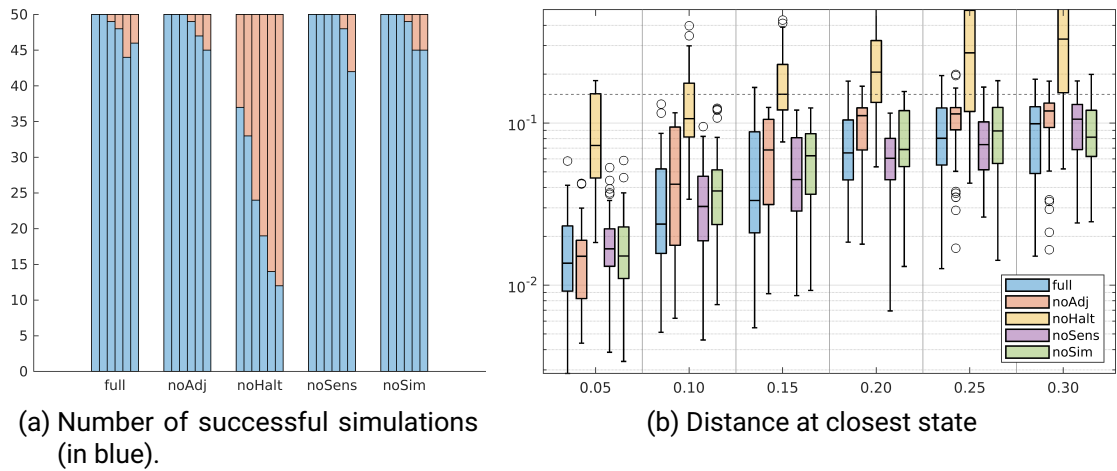 50
45
40
35
30
25
20
15
10
5
0
full noAdj noHalt noSens noSim
(a) Number of successful simulations
(in blue).
10-1
10-2
full
noAdj
noHalt
noSens
noSim
0.05 0.10 0.15 0.20 0.25 0.30
(b) Distance at closest state